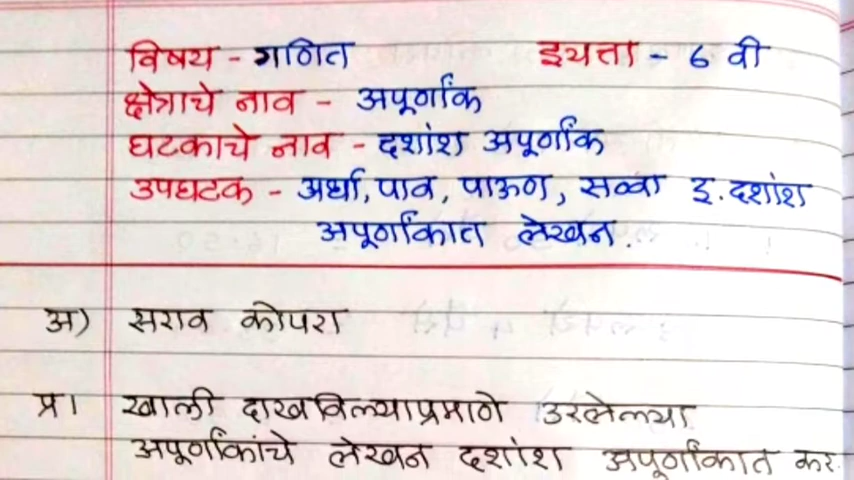 विषय - गणित इयत्ता - 6 वी
क्षेत्राचे नाव - अपूर्णांक
घटकाचे नाव - दशांश अपूर्णांक
उपघटक - अर्धा, पाव, पाऊण, सव्वा इ. दशांश
अपूर्णांकात लेखन.
अ) सराव कोपरा
प्र। खाली दाखविल्याप्रमाणे उरलेल्या
अपूर्णांकांचे लेखन दशांश अपूर्णांकात कर.